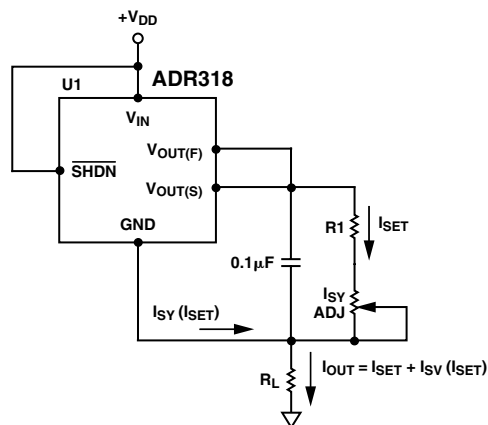 +VDD
U1 ADR318
VIN
VOUT(F)
SHDN
VOUT(S)
GND
R1
ISET
0.1µF
ISY
ADJ
ISY (ISET)
RL
IOUT = ISET + ISV (ISET)